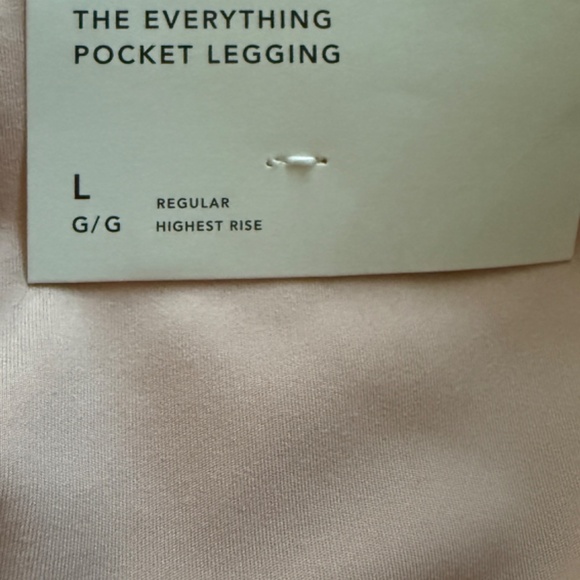 THE EVERYTHING
POCKET LEGGING
L
G/G
REGULAR
HIGHEST RISE